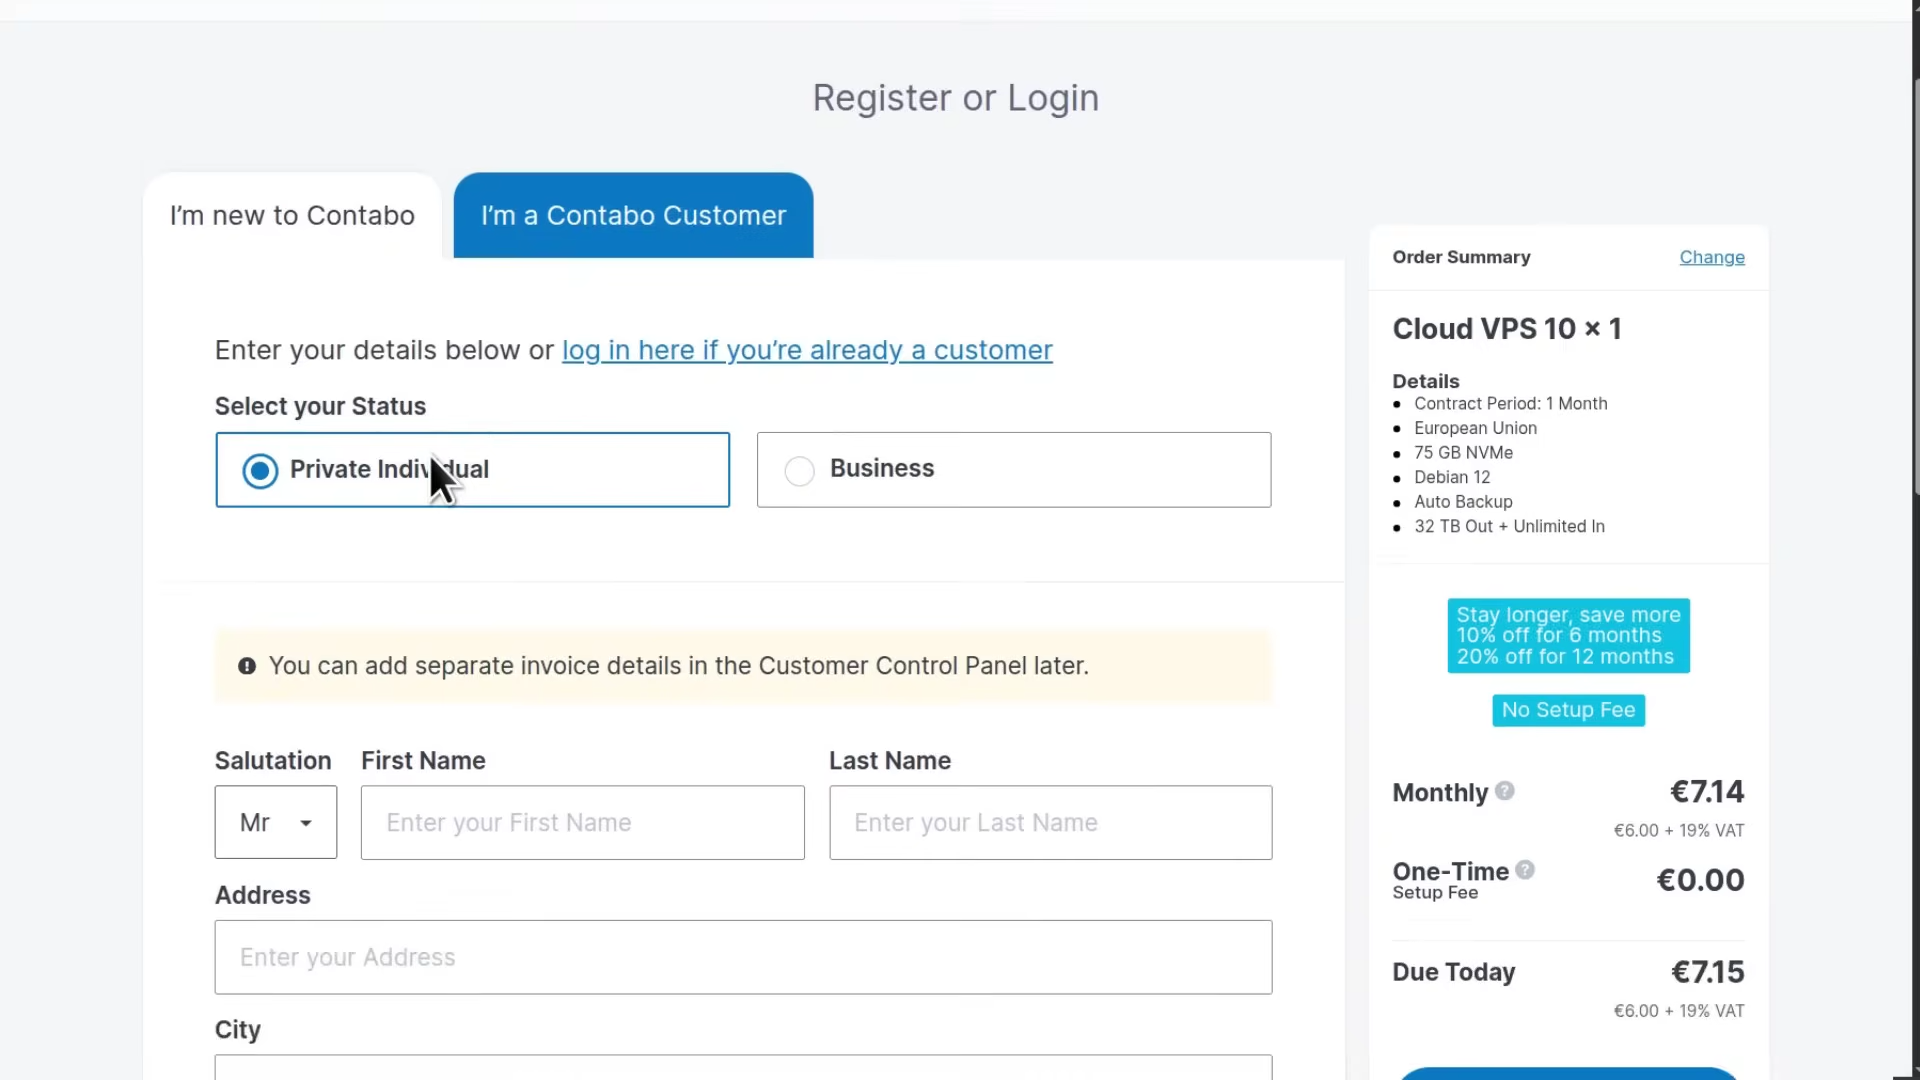 Register or Login
I'm new to Contabo
I'm a Contabo Customer
Enter your details below or log in here if you're already a customer
Select your Status
Private Individual
Business
You can add separate invoice details in the Customer Control Panel later.
Salutation
First Name
Last Name
Mr
Enter your First Name
Enter your Last Name
Address
Enter your Address
City
Order Summary
Change
Cloud VPS 10 × 1
Details
Contract Period: 1 Month
European Union
75 GB NVMe
Debian 12
Auto Backup
32 TB Out + Unlimited In
Stay longer, save more
10% off for 6 months
20% off for 12 months
No Setup Fee
Monthly ? €7.14
€6.00 + 19% VAT
One-Time ? €0.00
Setup Fee
Due Today €7.15
€6.00 + 19% VAT